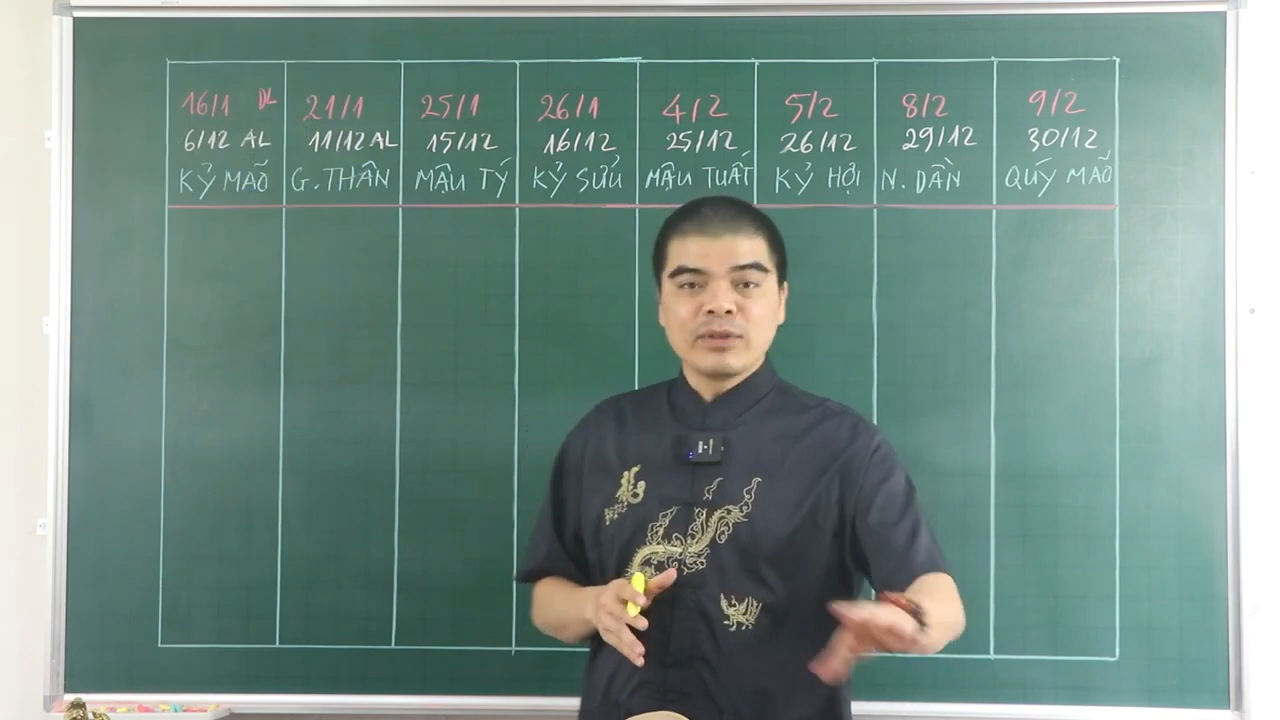 16/1 DL 21/1 25/1 26/1 4/2 5/2 8/2 9/2
6/12 AL 11/12 AL 15/12 16/12 25/12 26/12 29/12 30/12
KỶ MÃO G. THÂN MẬU TÝ KỶ SỬU MẬU TUẤT KỶ HỢI N. DẦN QUÝ MÃO